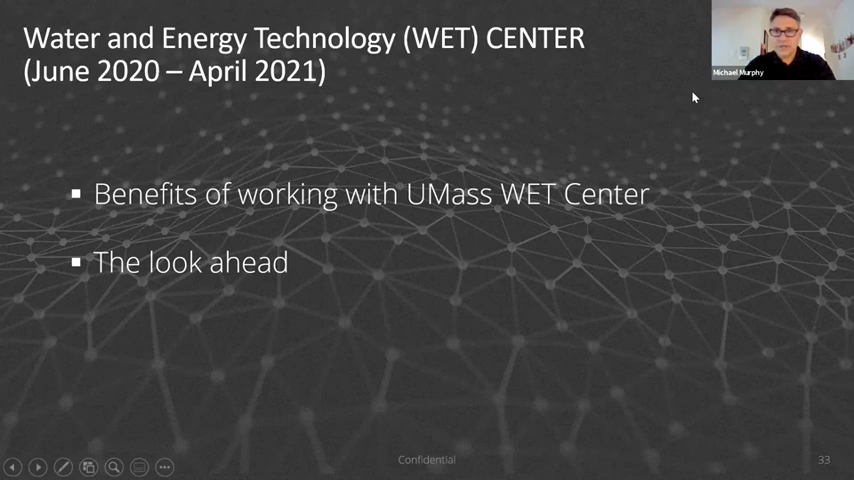 Water and Energy Technology (WET) CENTER
(June 2020 – April 2021)
Michael Murphy
▪ Benefits of working with UMass WET Center
▪ The look ahead
Confidential
33